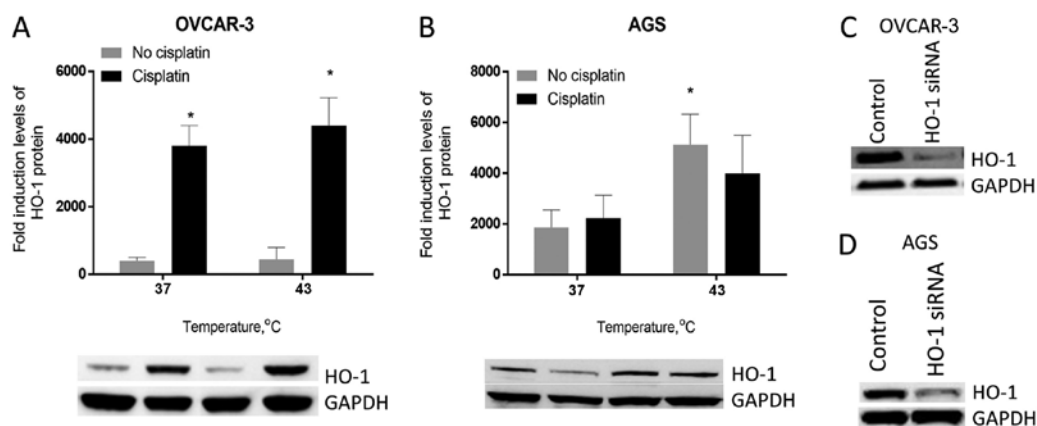 A
OVCAR-3
No cisplatin
Cisplatin
Fold induction levels of
HO-1 protein
6000
4000
2000
0
*
*
37
43
Temperature,°C
HO-1
GAPDH
B
AGS
No cisplatin
Cisplatin
Fold induction levels of
HO-1 protein
8000
6000
4000
2000
0
*
37
43
Temperature,°C
HO-1
GAPDH
C
OVCAR-3
Control
HO-1 siRNA
HO-1
GAPDH
D
AGS
Control
HO-1 siRNA
HO-1
GAPDH